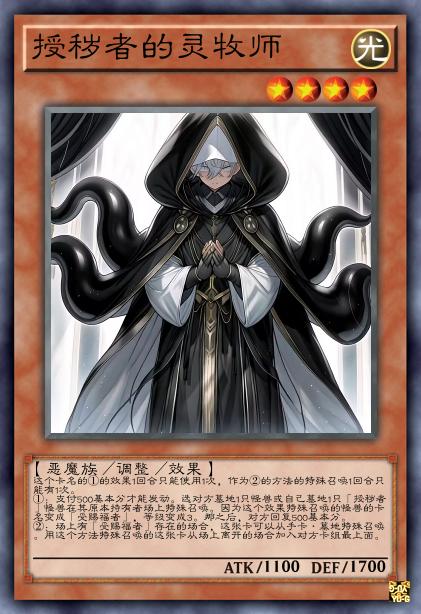 授秽者的灵牧师
光
【恶魔族／调整／效果】
这个卡名的①的效果1回合只能使用1次，作为②的方法的特殊召唤1回合只
能有1次。
①：支付500基本分才能发动。选对方墓地1只怪兽或自己墓地1只「授秽者
」怪兽在其原本持有者场上特殊召唤。因为这个效果特殊召唤的怪兽的卡
名变成「受赐福者」，等级变成3。那之后，对方回复500基本分。
②：场上有「受赐福者」存在的场合，这张卡可以从手卡·墓地特殊召唤
。用这个方法特殊召唤的这张卡从场上离开的场合加入对方卡组最上面。
ATK/1100 DEF/1700